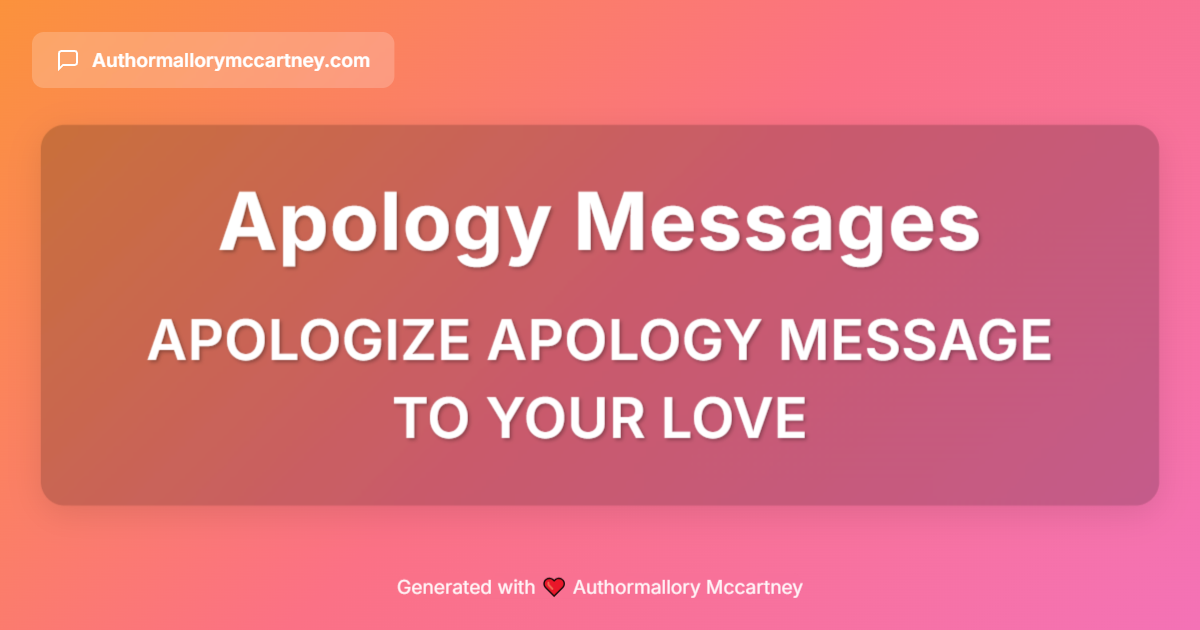 Authormallorymccartney.com
Apology Messages
APOLOGIZE APOLOGY MESSAGE
TO YOUR LOVE
Generated with ❤️ Authormallory Mccartney